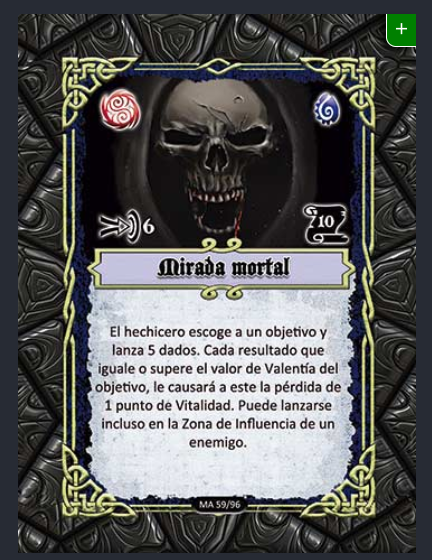 +
6
10
Mirada mortal
El hechicero escoge a un objetivo y
lanza 5 dados. Cada resultado que
iguale o supere el valor de Valentía del
objetivo, le causará a este la pérdida de
1 punto de Vitalidad. Puede lanzarse
incluso en la Zona de Influencia de un
enemigo.
MA 59/96